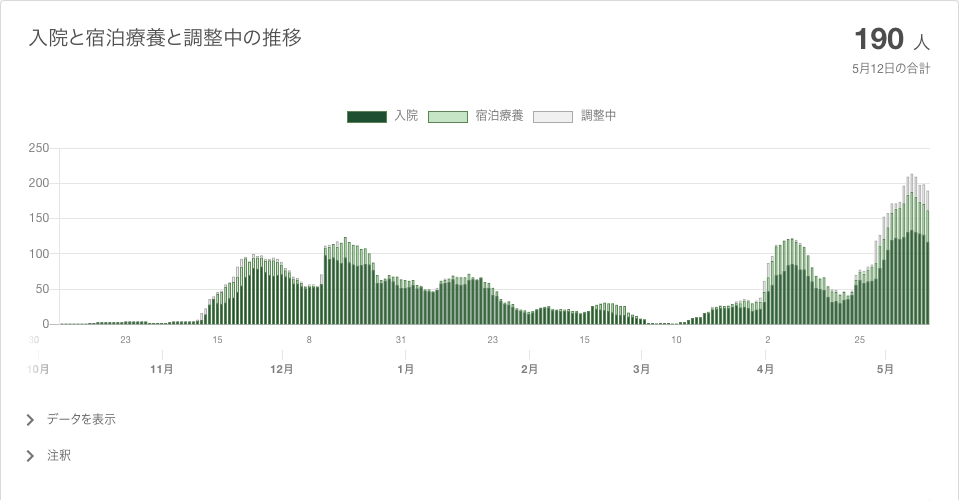 入院と宿泊療養と調整中の推移
190 人
5月12日の合計
入院 宿泊療養 調整中
250
200
150
100
50
0
30 23 15 8 31 23 15 10 2 25
10月 11月 12月 1月 2月 3月 4月 5月
データを表示
注釈